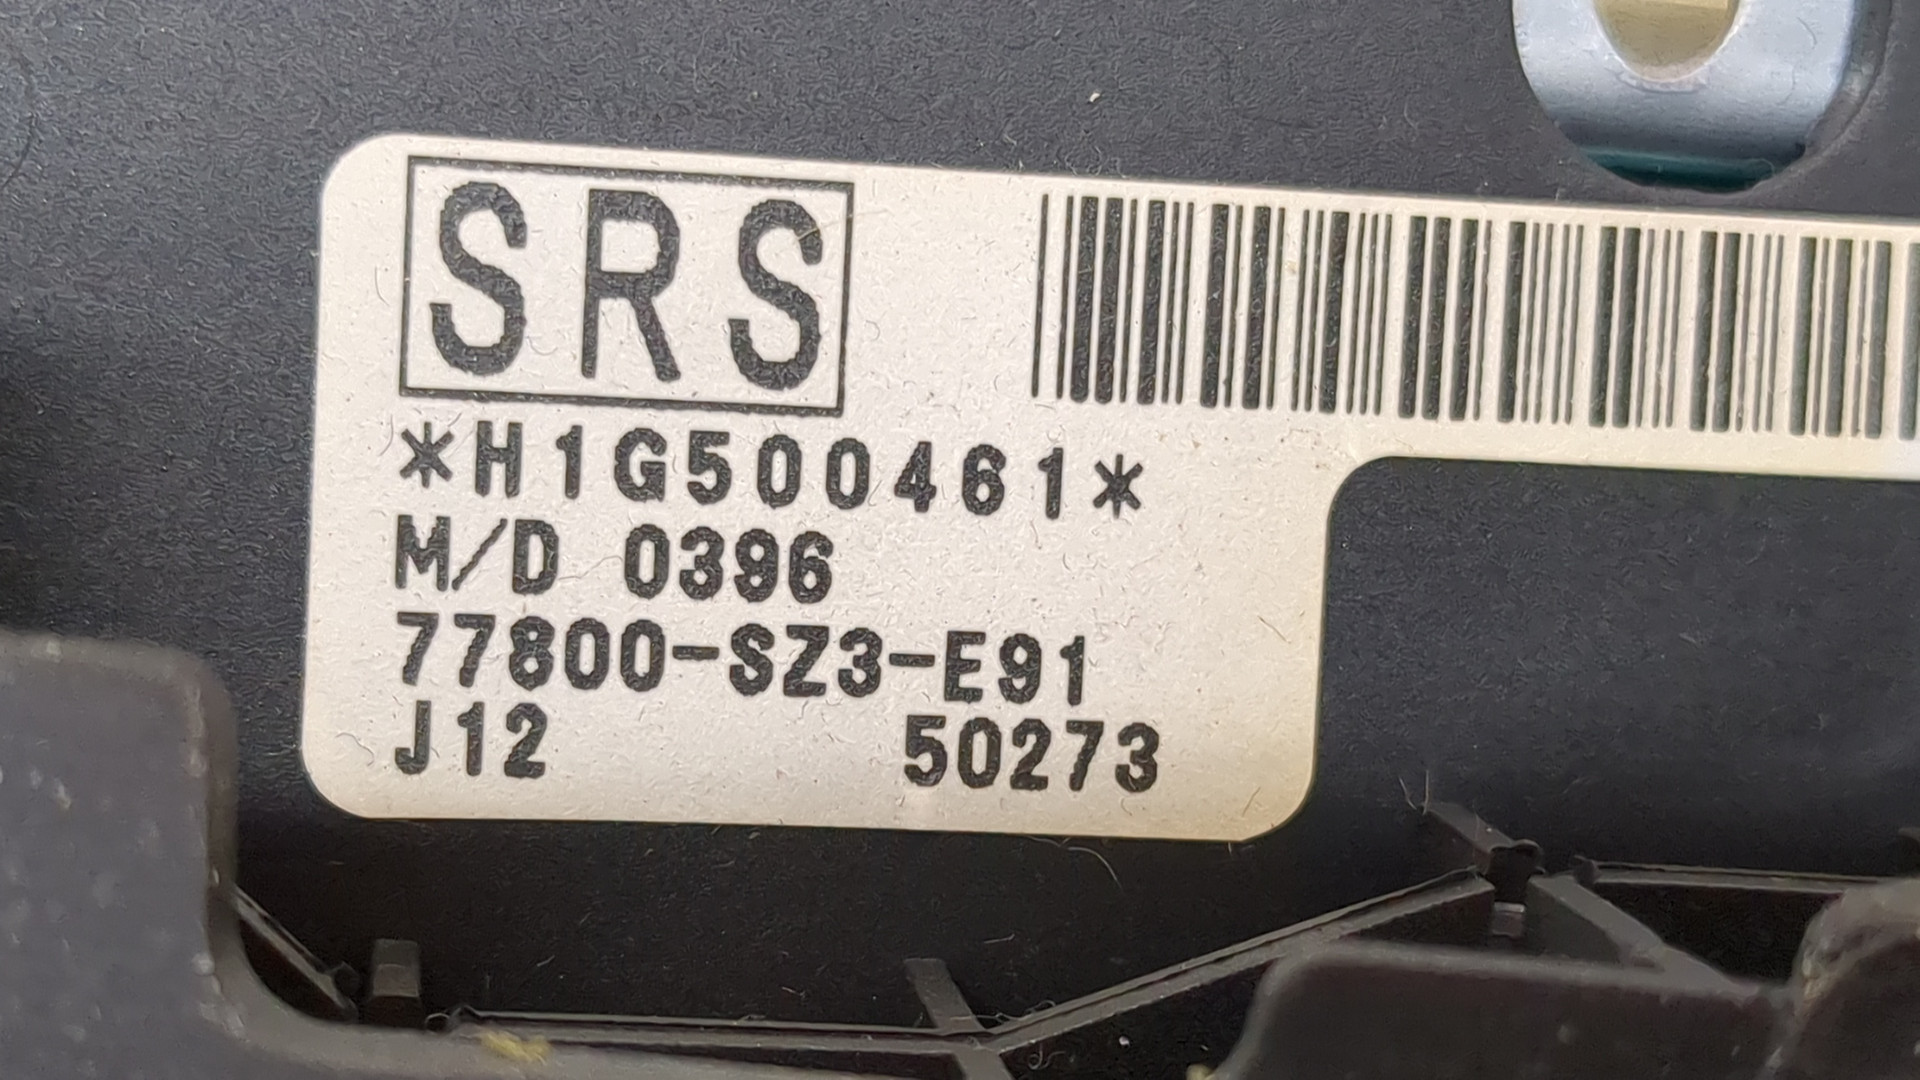 SRS
*H1G500461*
M/D 0396
77800-SZ3-E91
J12 50273